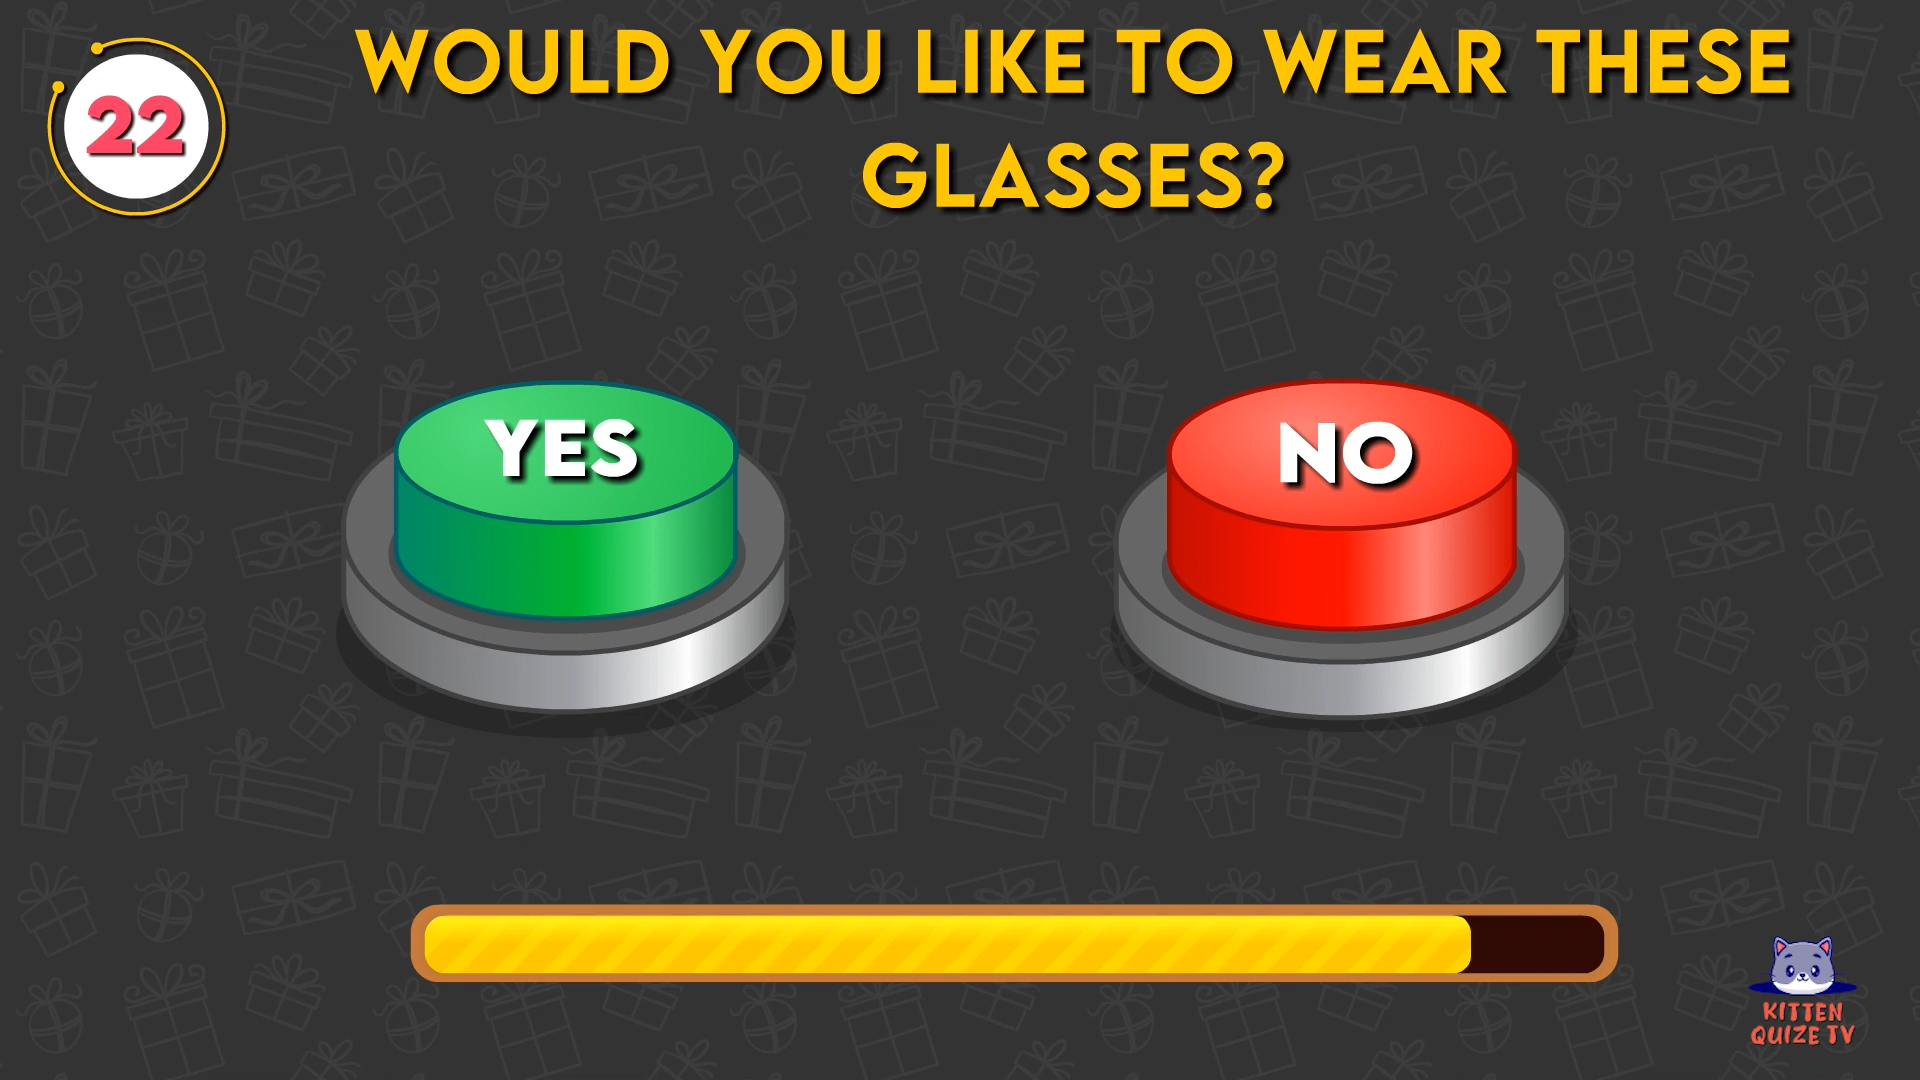 22
WOULD YOU LIKE TO WEAR THESE
GLASSES?
YES
NO
KITTEN
QUIZE TV